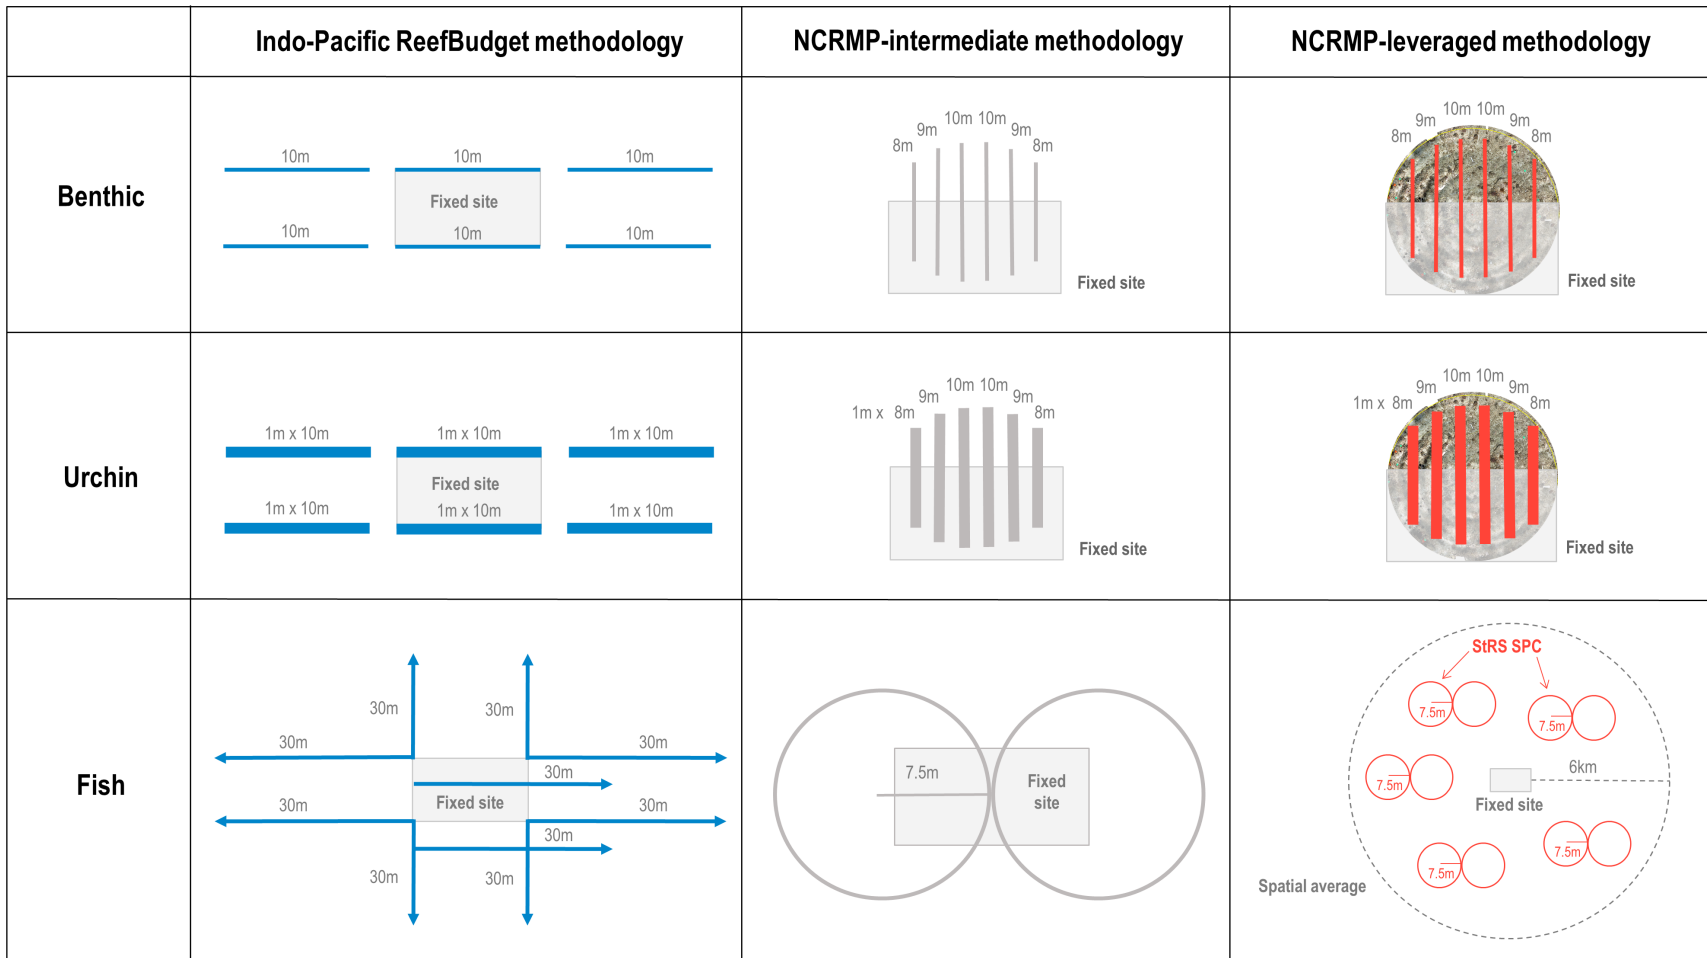 Indo-Pacific ReefBudget methodology
NCRMP-intermediate methodology
NCRMP-leveraged methodology
Benthic
10m
10m
10m
Fixed site
10m
10m
10m
8m
9m
10m
10m
9m
8m
Fixed site
8m
9m
10m
10m
9m
8m
Fixed site
Urchin
1m x 10m
1m x 10m
1m x 10m
Fixed site
1m x 10m
1m x 10m
1m x 10m
1m x 8m
9m
10m
10m
9m
8m
Fixed site
1m x 8m
9m
10m
10m
9m
8m
Fixed site
Fish
30m
30m
30m
30m
30m
Fixed site
30m
30m
30m
30m
30m
7.5m
Fixed
site
StRS SPC
7.5m
7.5m
7.5m
6km
Fixed site
7.5m
7.5m
Spatial average